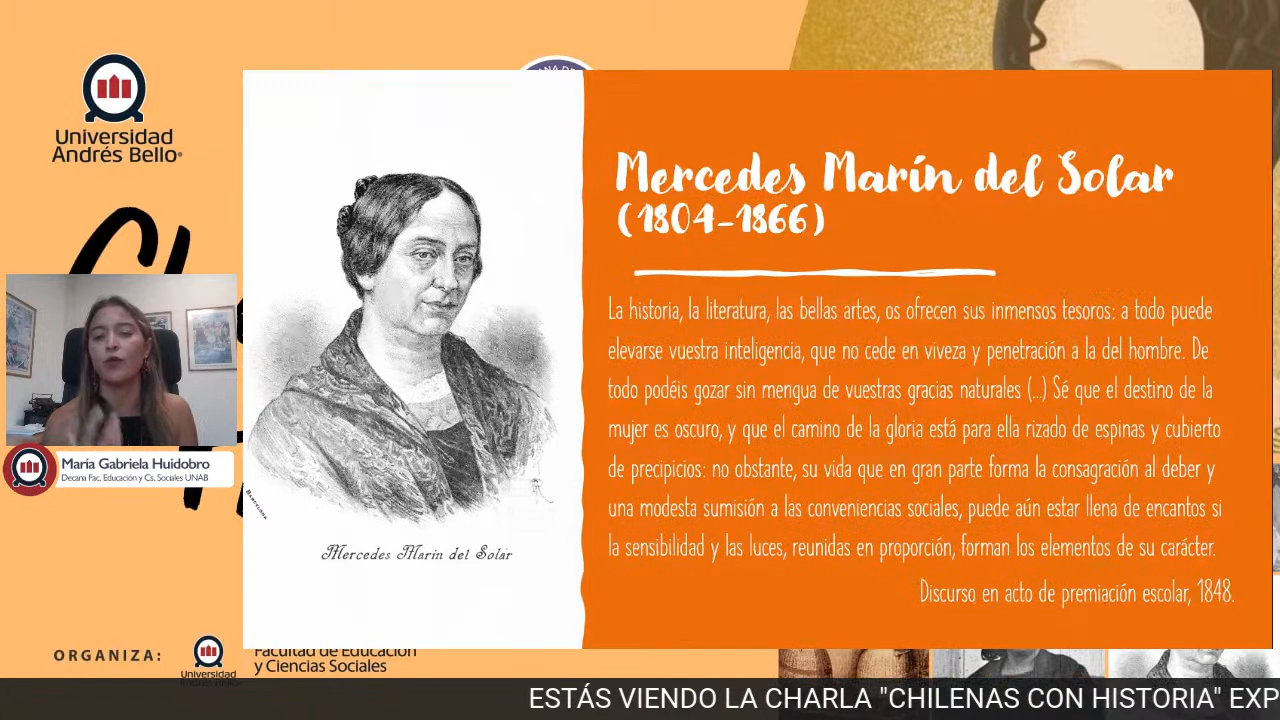 Universidad
Andrés Bello
Mercedes Marín del Solar
(1804-1866)
La historia, la literatura, las bellas artes, os ofrecen sus inmensos tesoros: a todo puede
elevarse vuestra inteligencia, que no cede en viveza y penetración a la del hombre. De
todo podéis gozar sin mengua de vuestras gracias naturales (...) Sé que el destino de la
mujer es oscuro, y que el camino de la gloria está para ella rizado de espinas y cubierto
de precipicios: no obstante, su vida que en gran parte forma la consagración al deber y
una modesta sumisión a las conveniencias sociales, puede aún estar llena de encantos si
la sensibilidad y las luces, reunidas en proporción, forman los elementos de su carácter.
Discurso en acto de premiación escolar, 1848.
Barcelona
Mercedes Marin del Solar
María Gabriela Huidobro
Decana Fac. Educación y Cs. Sociales UNAB
ORGANIZA:
Universidad
Andrés Bello
Facultad de Educación
y Ciencias Sociales
ESTÁS VIENDO LA CHARLA "CHILENAS CON HISTORIA" EXP